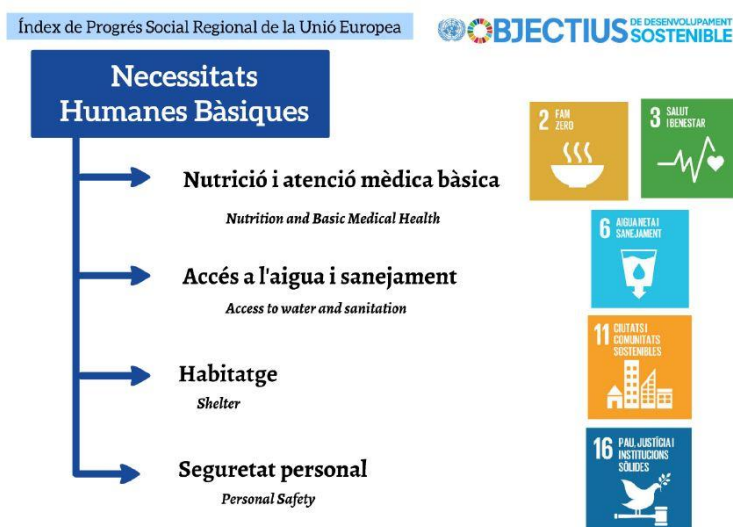 Índex de Progrés Social Regional de la Unió Europea
OBJECTIUS DE DESENVOLUPAMENT
SOSTENIBLE
Necessitats
Humanes Bàsiques
2 FAM
ZERO
3 SALUT
I BENESTAR
Nutrició i atenció mèdica bàsica
Nutrition and Basic Medical Health
6 AIGUA NETA I
SANEJAMENT
Accés a l'aigua i sanejament
Access to water and sanitation
11 CIUTATS I
COMUNITATS
SOSTENIBLES
Habitatge
Shelter
16 PAU, JUSTÍCIA I
INSTITUCIONS
SÒLIDES
Seguretat personal
Personal Safety